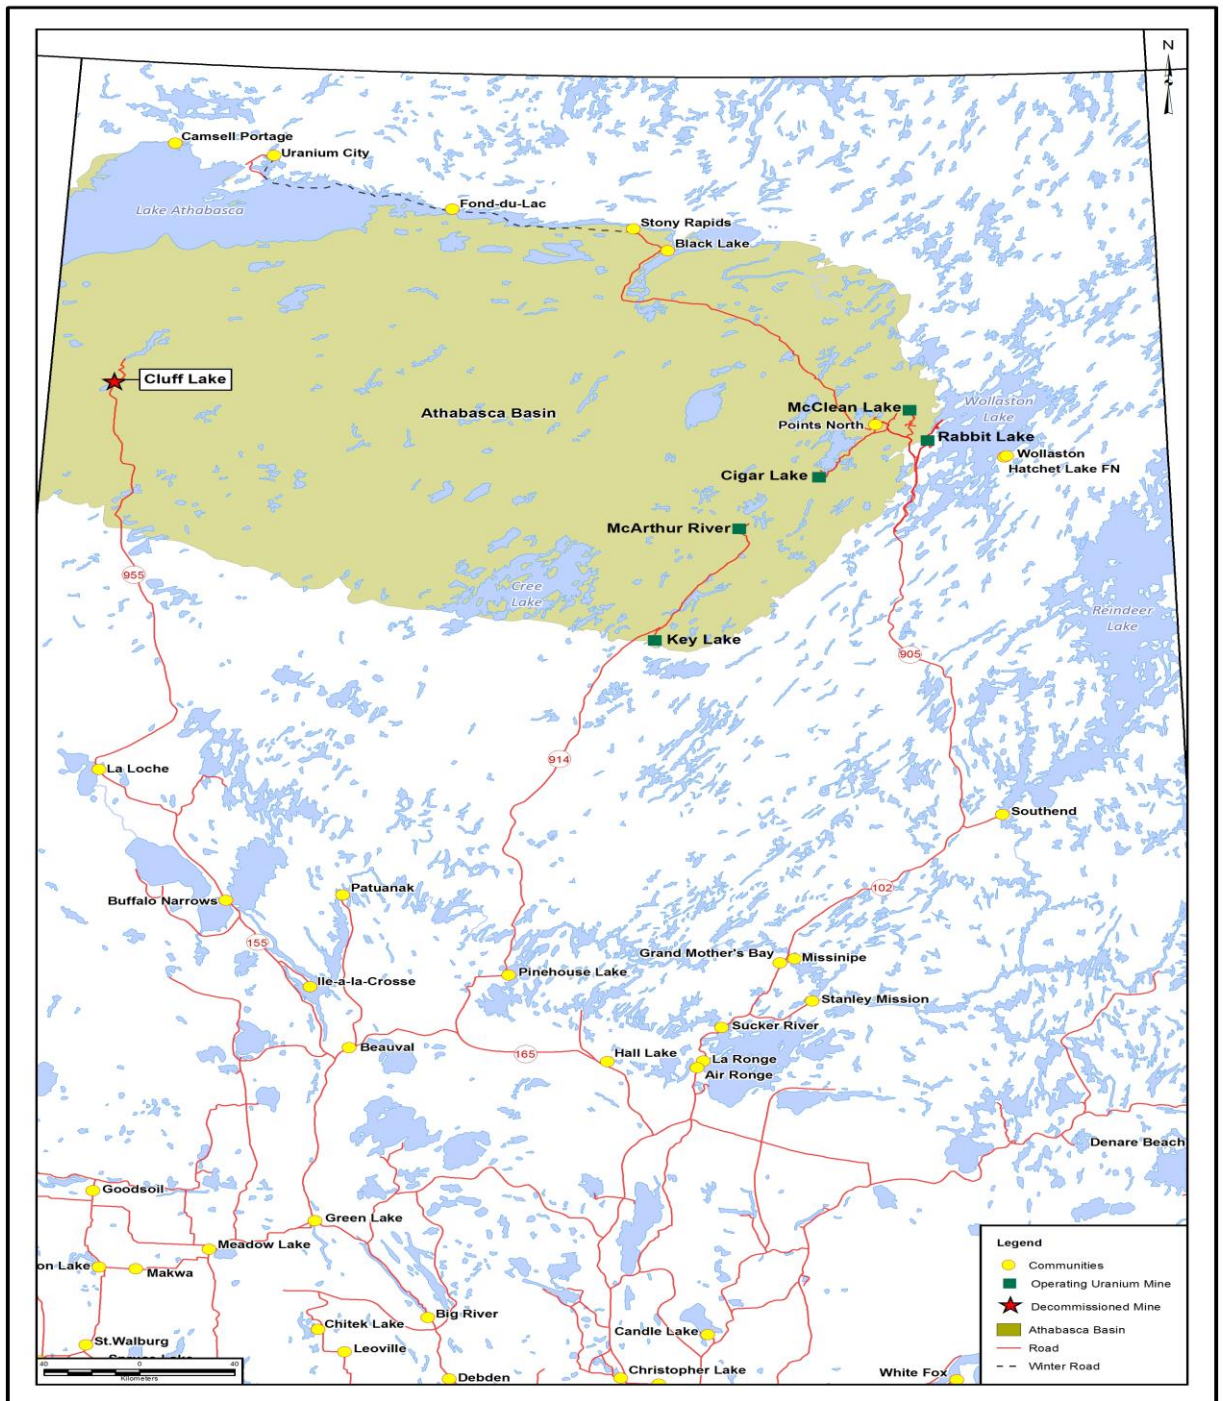 N
Camsell Portage
Uranium City
Lake Athabasca
Fond-du-Lac
Stony Rapids
Black Lake
Cluff Lake
Athabasca Basin
McClean Lake
Points North
Wollaston
Lake
Rabbit Lake
Wollaston
Hatchet Lake FN
Cigar Lake
McArthur River
955
Cree
Lake
Reindeer
Lake
Key Lake
905
914
La Loche
Southend
102
Patuanak
Buffalo Narrows
155
Grand Mother's Bay
Missinipe
Pinehouse Lake
Ile-a-la-Crosse
Stanley Mission
Sucker River
Beauval
165
Hall Lake
La Ronge
Air Ronge
Denare Beach
Goodsoil
Green Lake
Meadow Lake
on Lake
Makwa
Big River
Chitek Lake
Candle Lake
St.Walburg
Leoville
Christopher Lake
White Fox
Debden
40 0 40
Kilometers
Legend
Communities
Operating Uranium Mine
Decommissioned Mine
Athabasca Basin
Road
Winter Road